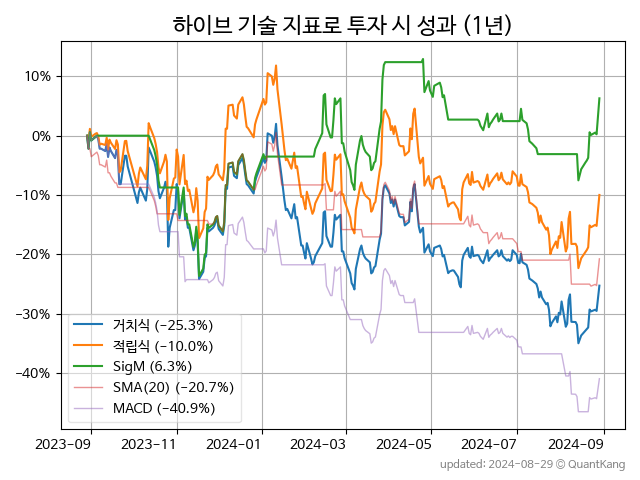 하이브 기술 지표로 투자 시 성과 (1년)
10%
0%
−10%
−20%
−30%
−40%
거치식 (−25.3%)
적립식 (−10.0%)
SigM (6.3%)
SMA(20) (−20.7%)
MACD (−40.9%)
2023-09
2023-11
2024-01
2024-03
2024-05
2024-07
2024-09
updated: 2024-08-29 © QuantKang